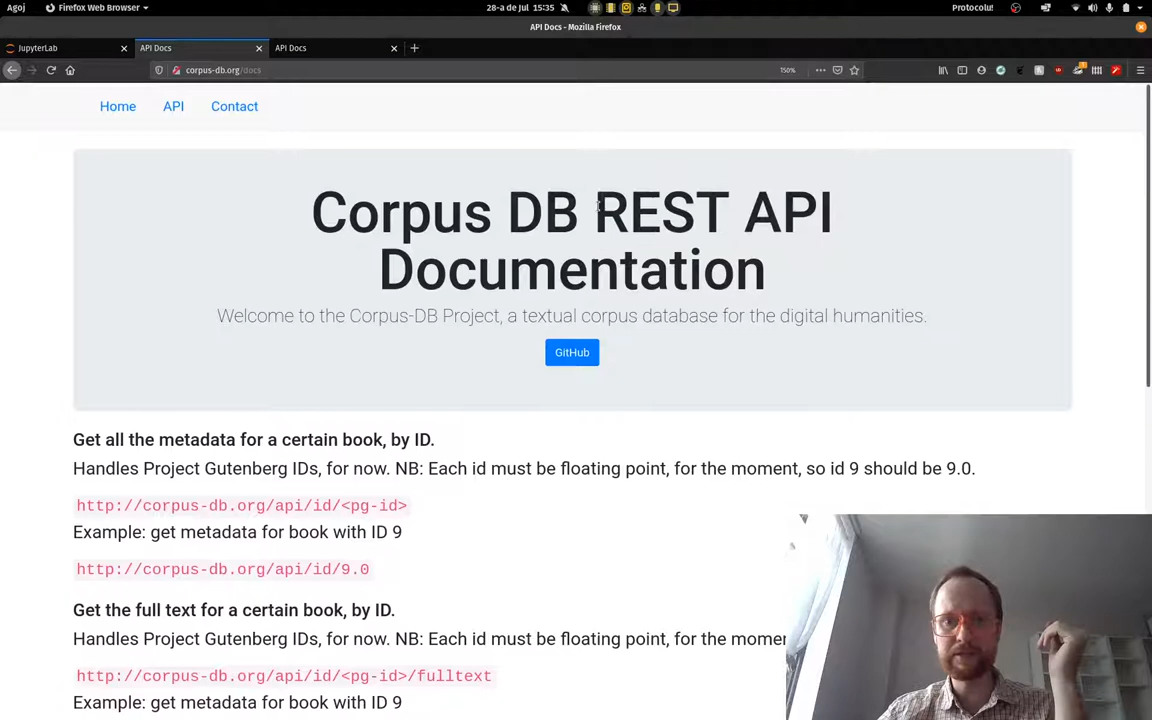 Agoj Firefox Web Browser 28-a de Jul 15:35 Protocolu!
API Docs - Mozilla Firefox
JupyterLab API Docs API Docs
corpus-db.org/docs 150%
Home API Contact
Corpus DB REST API
Documentation
Welcome to the Corpus-DB Project, a textual corpus database for the digital humanities.
GitHub
Get all the metadata for a certain book, by ID.
Handles Project Gutenberg IDs, for now. NB: Each id must be floating point, for the moment, so id 9 should be 9.0.
http://corpus-db.org/api/id/<pg-id>
Example: get metadata for book with ID 9
http://corpus-db.org/api/id/9.0
Get the full text for a certain book, by ID.
Handles Project Gutenberg IDs, for now. NB: Each id must be floating point, for the momen
http://corpus-db.org/api/id/<pg-id>/fulltext
Example: get metadata for book with ID 9